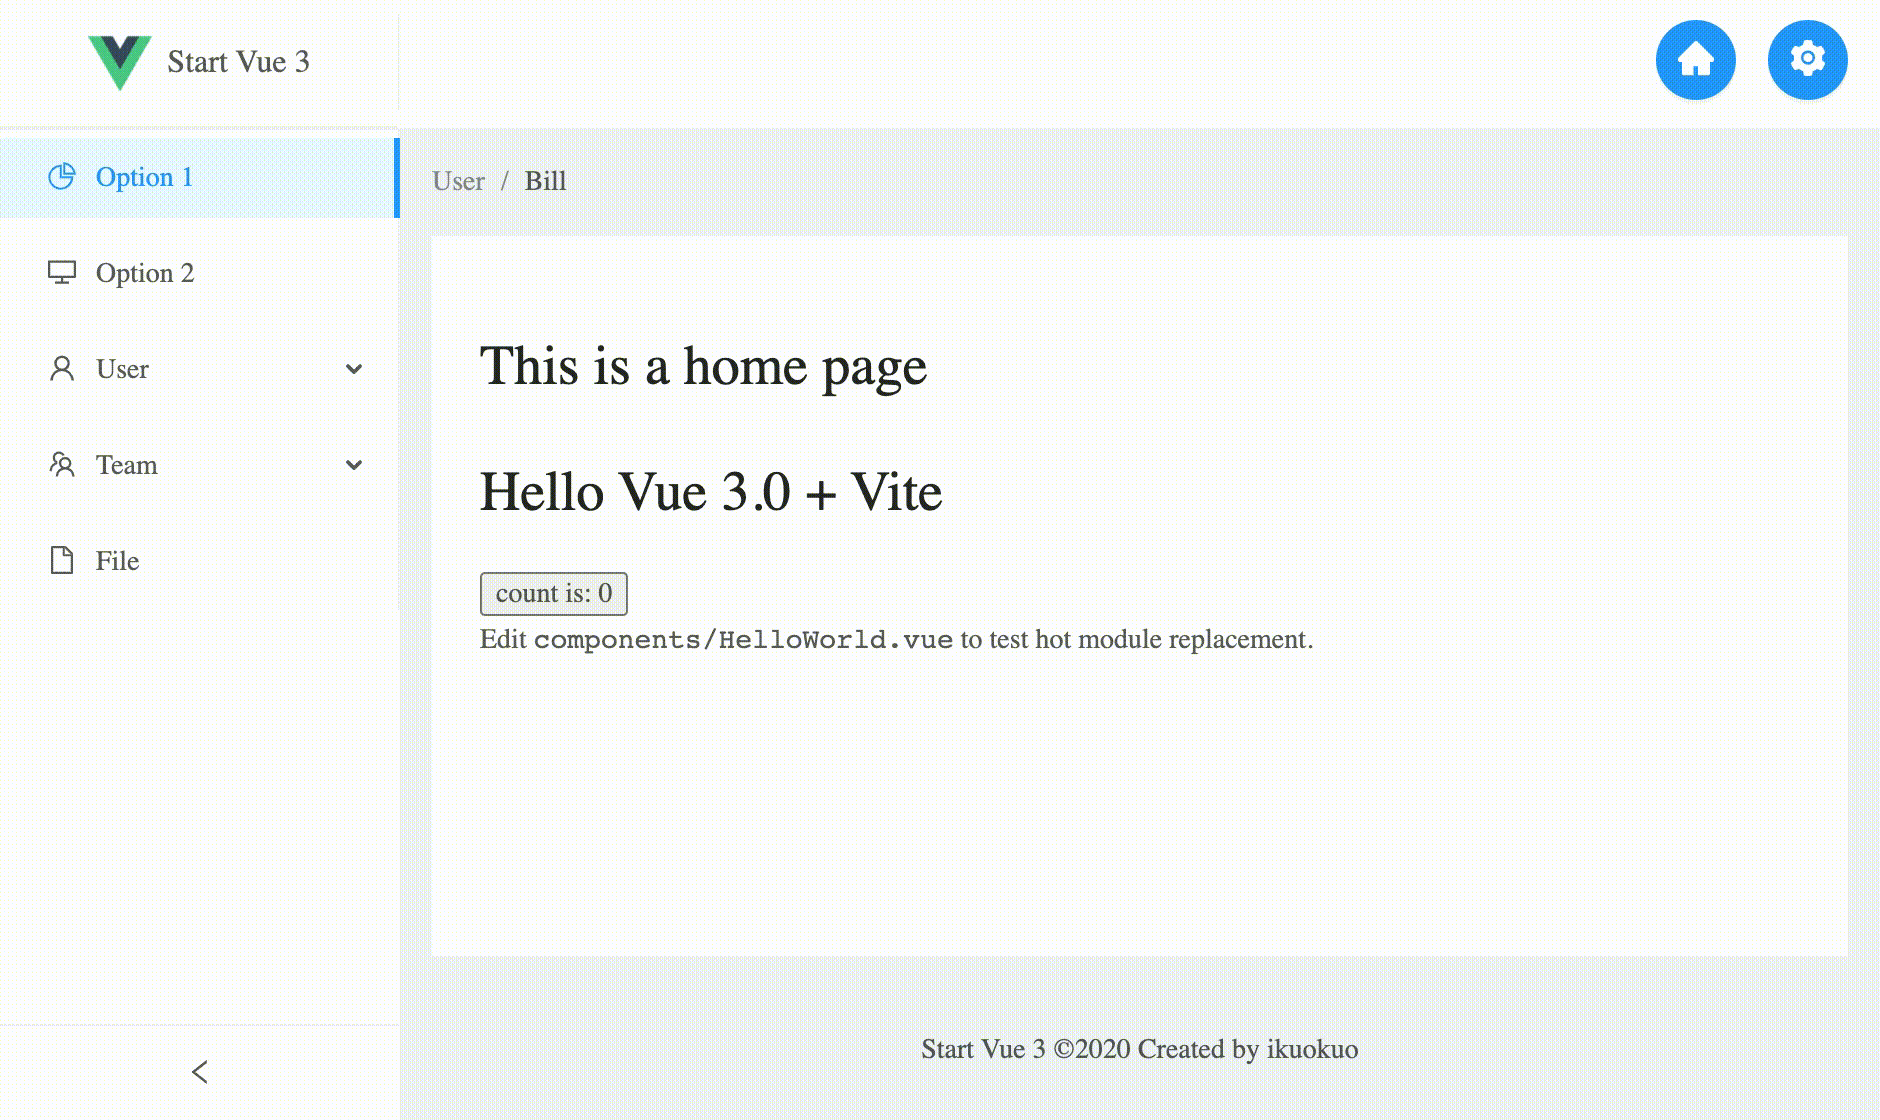 Start Vue 3
Option 1
Option 2
User
Team
File
User / Bill
This is a home page
Hello Vue 3.0 + Vite
count is: 0
Edit components/HelloWorld.vue to test hot module replacement.
Start Vue 3 ©2020 Created by ikuokuo